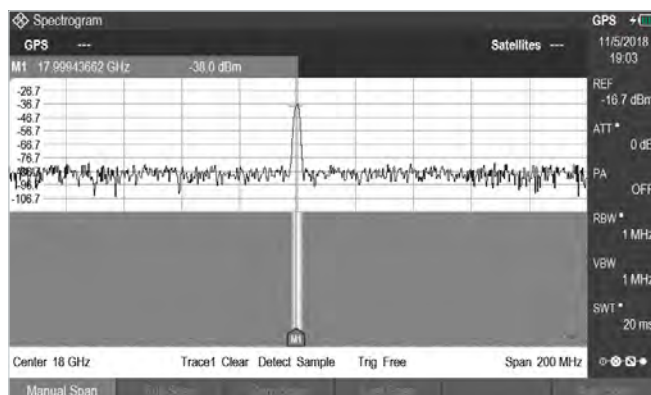 Spectrogram GPS
GPS --- Satellites --- 11/5/2018
19:03
M1 17.99943662 GHz -38.0 dBm
REF
-16.7 dBm
ATT
0 dB
PA
OFF
RBW
1 MHz
VBW
1 MHz
SWT
20 ms
-26.7
-36.7
-46.7
-56.7
-66.7
-76.7
-96.7
-106.7
M1
Center 18 GHz Trace1 Clear Detect Sample Trig Free Span 200 MHz
Manual Span